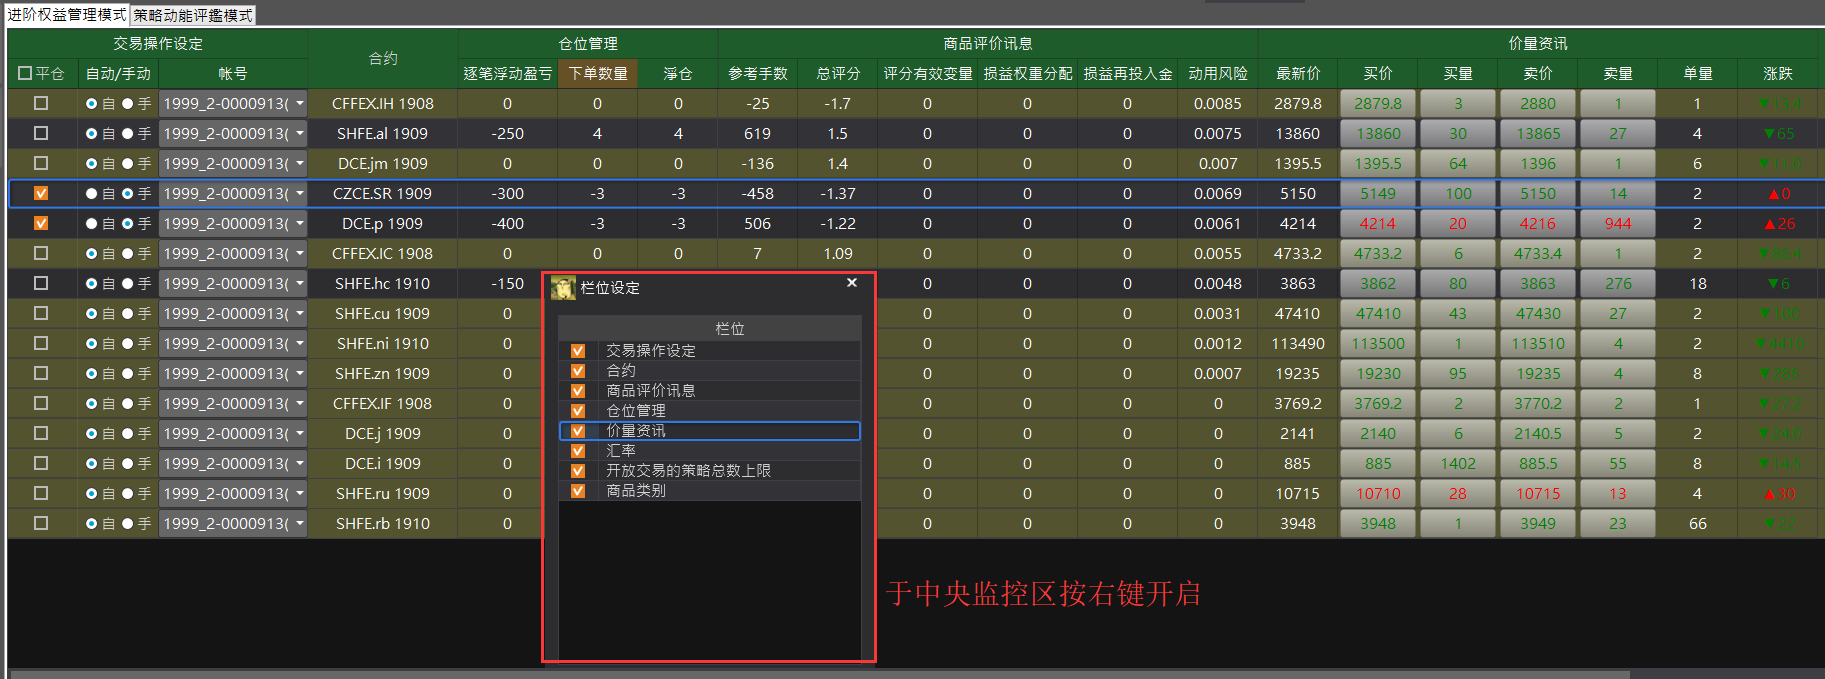 进阶权益管理模式 策略动能评鑑模式
交易操作设定 合约 仓位管理 商品评价讯息 价量资讯
平仓 自动/手动 帐号 逐笔浮动盈亏 下单数量 淨仓 参考手数 总评分 评分有效变量 损益权重分配 损益再投入金 动用风险 最新价 买价 买量 卖价 卖量 单量 涨跌
自 手 1999_2-0000913( CFFEX.IH 1908 0 0 0 -25 -1.7 0 0 0 0.0085 2879.8 2879.8 3 2880 1 1 ▼13.4
自 手 1999_2-0000913( SHFE.al 1909 -250 4 4 619 1.5 0 0 0 0.0075 13860 13860 30 13865 27 4 ▼65
自 手 1999_2-0000913( DCE.jm 1909 0 0 0 -136 1.4 0 0 0 0.007 1395.5 1395.5 64 1396 1 6
自 手 1999_2-0000913( CZCE.SR 1909 -300 -3 -3 -458 -1.37 0 0 0 0.0069 5150 5149 100 5150 14 2 ▲0
自 手 1999_2-0000913( DCE.p 1909 -400 -3 -3 506 -1.22 0 0 0 0.0061 4214 4214 20 4216 944 2 ▲26
自 手 1999_2-0000913( CFFEX.IC 1908 0 0 0 7 1.09 0 0 0 0.0055 4733.2 4733.2 6 4733.4 1 2
自 手 1999_2-0000913( SHFE.hc 1910 -150 0 0 0 0.0048 3863 3862 80 3863 276 18 ▼6
自 手 1999_2-0000913( SHFE.cu 1909 0 0 0 0 0.0031 47410 47410 43 47430 27 2
自 手 1999_2-0000913( SHFE.ni 1910 0 0 0 0 0.0012 113490 113500 1 113510 4 2
自 手 1999_2-0000913( SHFE.zn 1909 0 0 0 0 0.0007 19235 19230 95 19235 4 8
自 手 1999_2-0000913( CFFEX.IF 1908 0 0 0 0 0 3769.2 3769.2 2 3770.2 2 1 ▼27.2
自 手 1999_2-0000913( DCE.j 1909 0 0 0 0 0 2141 2140 6 2140.5 5 2
自 手 1999_2-0000913( DCE.i 1909 0 0 0 0 0 885 885 1402 885.5 55 8
自 手 1999_2-0000913( SHFE.ru 1909 0 0 0 0 0 10715 10710 28 10715 13 4 ▲30
自 手 1999_2-0000913( SHFE.rb 1910 0 0 0 0 0 3948 3948 1 3949 23 66 ▼22
栏位设定
栏位
交易操作设定
合约
商品评价讯息
仓位管理
价量资讯
汇率
开放交易的策略总数上限
商品类别
于中央监控区按右键开启